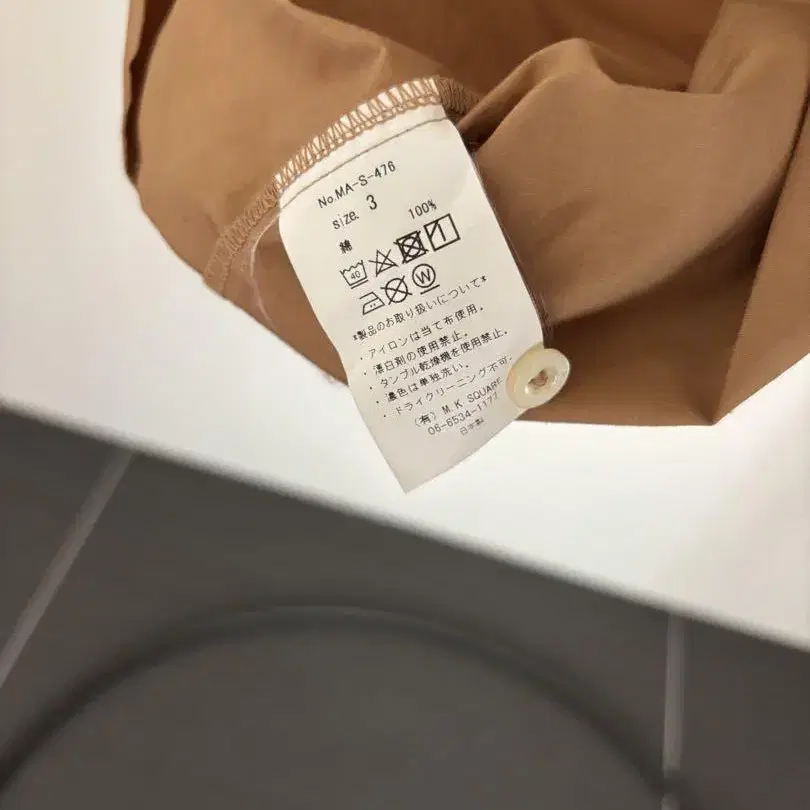 No.MA-S-476
size. 3
綿 100%
40
W
*製品のお取り扱いについて*
・アイロンは当て布使用。
・漂白剤の使用禁止。
・タンブル乾燥機を使用禁止。
・濃色は単独洗い。
・ドライクリーニング不可。
(有) M.K SQUARE
06-6534-1177
日本製